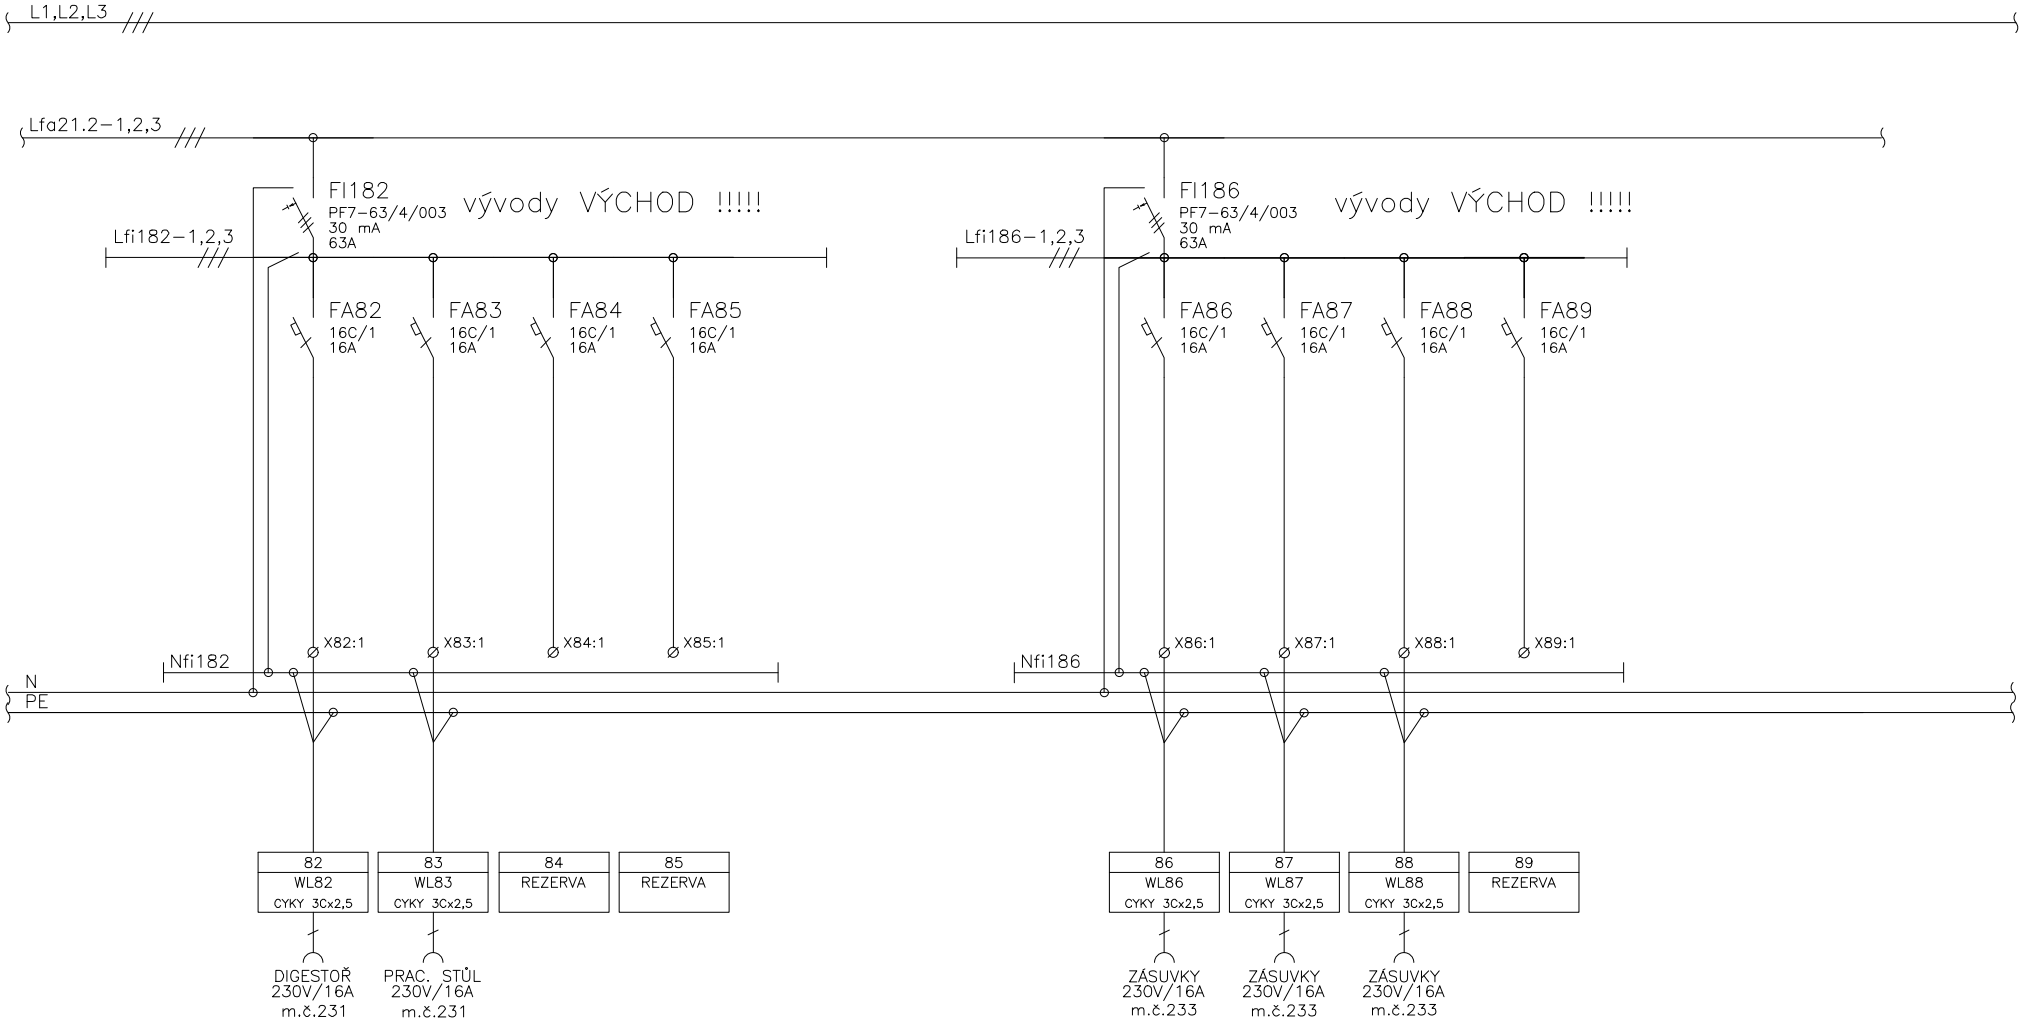 L1,L2,L3
Lfa21.2-1,2,3
FI182
PF7-63/4/003
30 mA
63A
vývody VÝCHOD !!!!!
Lfi182-1,2,3
FA82
16C/1
16A
FA83
16C/1
16A
FA84
16C/1
16A
FA85
16C/1
16A
X82:1
X83:1
X84:1
X85:1
Nfi182
FI186
PF7-63/4/003
30 mA
63A
vývody VÝCHOD !!!!!
Lfi186-1,2,3
FA86
16C/1
16A
FA87
16C/1
16A
FA88
16C/1
16A
FA89
16C/1
16A
X86:1
X87:1
X88:1
X89:1
Nfi186
N
PE
82
WL82
CYKY 3Cx2,5
DIGESTOŘ
230V/16A
m.č.231
83
WL83
CYKY 3Cx2,5
PRAC. STŮL
230V/16A
m.č.231
84
REZERVA
85
REZERVA
86
WL86
CYKY 3Cx2,5
ZÁSUVKY
230V/16A
m.č.233
87
WL87
CYKY 3Cx2,5
ZÁSUVKY
230V/16A
m.č.233
88
WL88
CYKY 3Cx2,5
ZÁSUVKY
230V/16A
m.č.233
89
REZERVA